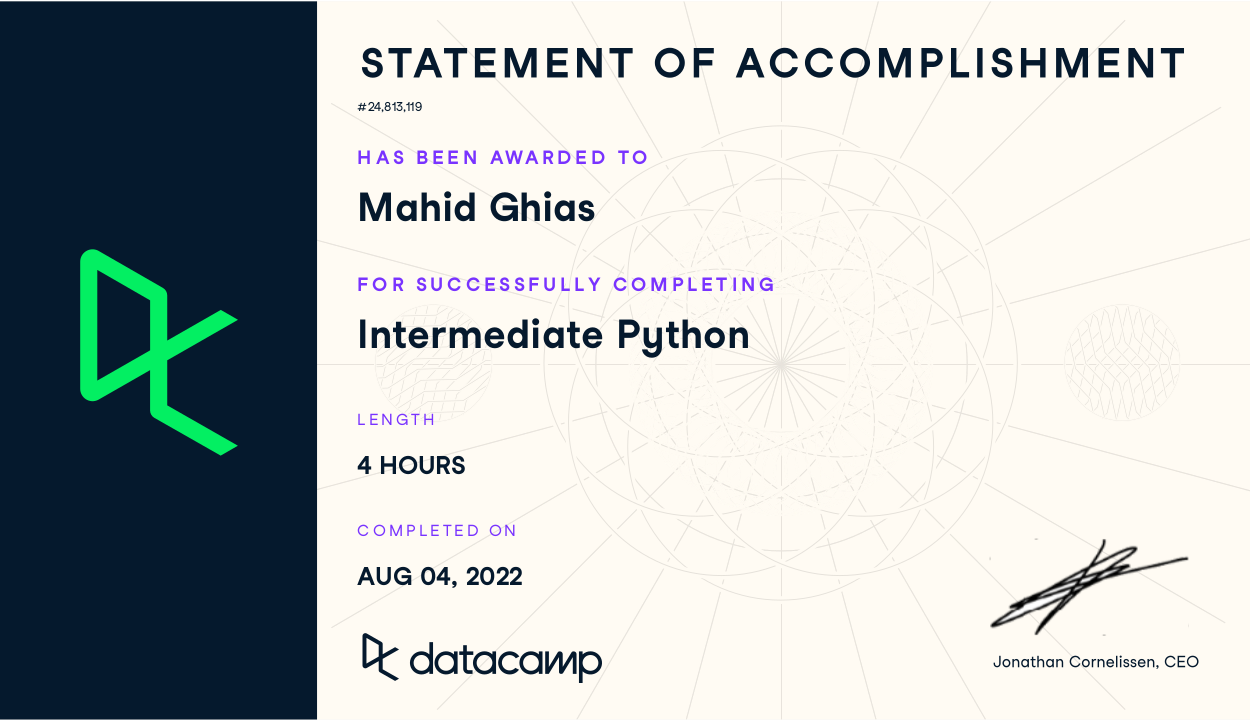 STATEMENT OF ACCOMPLISHMENT
#24,813,119
HAS BEEN AWARDED TO
Mahid Ghias
FOR SUCCESSFULLY COMPLETING
Intermediate Python
LENGTH
4 HOURS
COMPLETED ON
AUG 04, 2022
datacamp
Jonathan Cornelissen, CEO